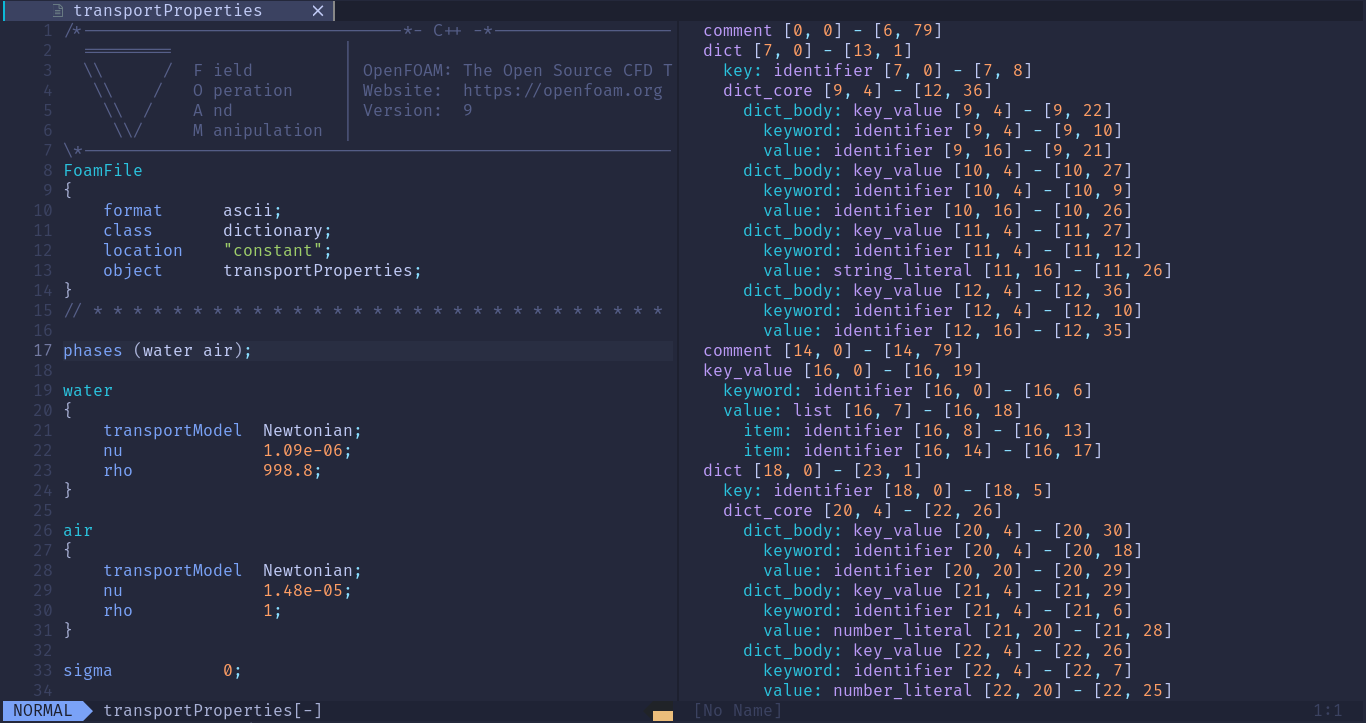 transportProperties ✕
1 /*--------------------------------*- C++ -*----------------------------------
2 ========= |
3 \\ / F ield | OpenFOAM: The Open Source CFD T
4 \\ / O peration | Website: https://openfoam.org
5 \\ / A nd | Version: 9
6 \\/ M anipulation |
7 \*---------------------------------------------------------------------------
8 FoamFile
9 {
10 format ascii;
11 class dictionary;
12 location "constant";
13 object transportProperties;
14 }
15 // * * * * * * * * * * * * * * * * * * * * * * * * * * * * *
16
17 phases (water air);
18
19 water
20 {
21 transportModel Newtonian;
22 nu 1.09e-06;
23 rho 998.8;
24 }
25
26 air
27 {
28 transportModel Newtonian;
29 nu 1.48e-05;
30 rho 1;
31 }
32
33 sigma 0;
34
NORMAL transportProperties[-]
comment [0, 0] - [6, 79]
dict [7, 0] - [13, 1]
key: identifier [7, 0] - [7, 8]
dict_core [9, 4] - [12, 36]
dict_body: key_value [9, 4] - [9, 22]
keyword: identifier [9, 4] - [9, 10]
value: identifier [9, 16] - [9, 21]
dict_body: key_value [10, 4] - [10, 27]
keyword: identifier [10, 4] - [10, 9]
value: identifier [10, 16] - [10, 26]
dict_body: key_value [11, 4] - [11, 27]
keyword: identifier [11, 4] - [11, 12]
value: string_literal [11, 16] - [11, 26]
dict_body: key_value [12, 4] - [12, 36]
keyword: identifier [12, 4] - [12, 10]
value: identifier [12, 16] - [12, 35]
comment [14, 0] - [14, 79]
key_value [16, 0] - [16, 19]
keyword: identifier [16, 0] - [16, 6]
value: list [16, 7] - [16, 18]
item: identifier [16, 8] - [16, 13]
item: identifier [16, 14] - [16, 17]
dict [18, 0] - [23, 1]
key: identifier [18, 0] - [18, 5]
dict_core [20, 4] - [22, 26]
dict_body: key_value [20, 4] - [20, 30]
keyword: identifier [20, 4] - [20, 18]
value: identifier [20, 20] - [20, 29]
dict_body: key_value [21, 4] - [21, 29]
keyword: identifier [21, 4] - [21, 6]
value: number_literal [21, 20] - [21, 28]
dict_body: key_value [22, 4] - [22, 26]
keyword: identifier [22, 4] - [22, 7]
value: number_literal [22, 20] - [22, 25]
[No Name] 1:1